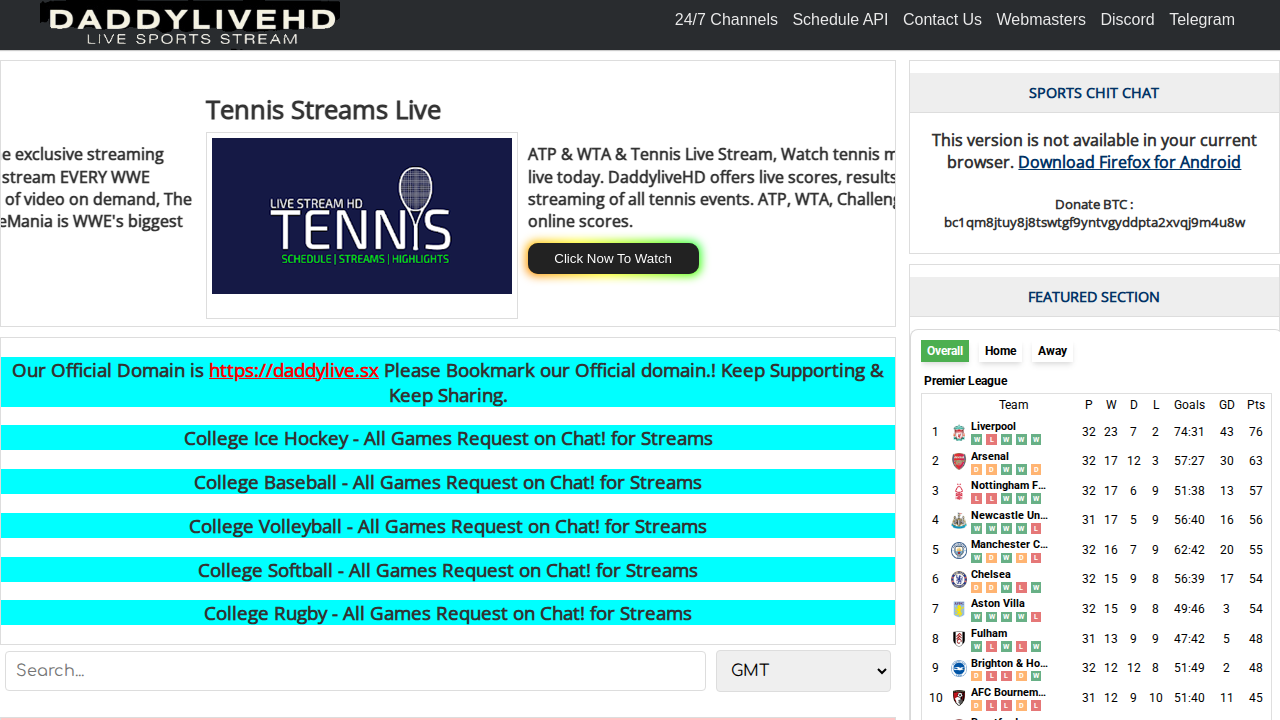 DADDYLIVEHD
LIVE SPORTS STREAM
24/7 Channels Schedule API Contact Us Webmasters Discord Telegram
e exclusive streaming
stream EVERY WWE
of video on demand, The
eMania is WWE's biggest
Tennis Streams Live
LIVE STREAM HD
TENNIS
SCHEDULE | STREAMS | HIGHLIGHTS
ATP & WTA & Tennis Live Stream, Watch tennis m
live today. DaddyliveHD offers live scores, results
streaming of all tennis events. ATP, WTA, Challeng
online scores.
Click Now To Watch
Our Official Domain is https://daddylive.sx Please Bookmark our Official domain.! Keep Supporting &
Keep Sharing.
College Ice Hockey - All Games Request on Chat! for Streams
College Baseball - All Games Request on Chat! for Streams
College Volleyball - All Games Request on Chat! for Streams
College Softball - All Games Request on Chat! for Streams
College Rugby - All Games Request on Chat! for Streams
Search...
GMT
SPORTS CHIT CHAT
This version is not available in your current
browser. Download Firefox for Android
Donate BTC :
bc1qm8jtuy8j8tswtgf9yntvgyddpta2xvqj9m4u8w
FEATURED SECTION
Overall Home Away
Premier League
Team P W D L Goals GD Pts
1 Liverpool 32 23 7 2 74:31 43 76
W L W W W
2 Arsenal 32 17 12 3 57:27 30 63
D D W W D
3 Nottingham F... 32 17 6 9 51:38 13 57
L L W W W
4 Newcastle Un... 31 17 5 9 56:40 16 56
W W W W L
5 Manchester C... 32 16 7 9 62:42 20 55
W D W D L
6 Chelsea 32 15 9 8 56:39 17 54
D D W L W
7 Aston Villa 32 15 9 8 49:46 3 54
W W W W L
8 Fulham 31 13 9 9 47:42 5 48
W L W L W
9 Brighton & Ho... 32 12 12 8 51:49 2 48
D L L D W
10 AFC Bournem... 31 12 9 10 51:40 11 45
D L L D L